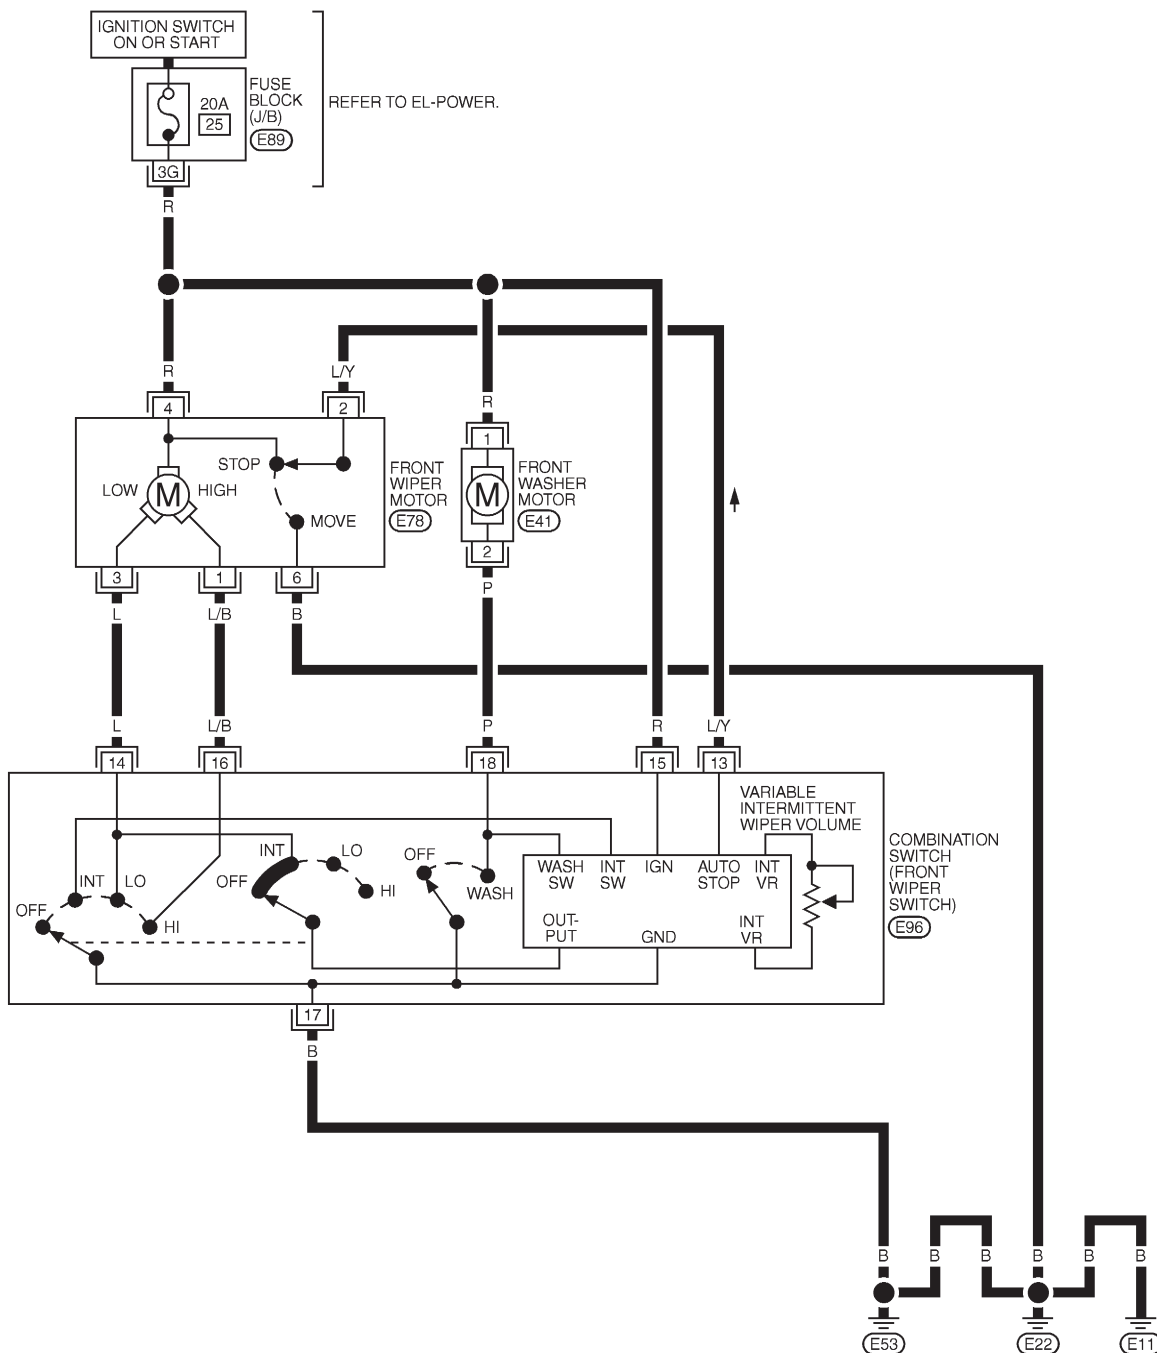 IGNITION SWITCH
ON OR START
FUSE
BLOCK
(J/B)
E89
20A
25
3G
REFER TO EL-POWER.
R
R
L/Y
R
4
2
1
STOP
LOW
M
HIGH
MOVE
FRONT
WIPER
MOTOR
E78
M
FRONT
WASHER
MOTOR
E41
3
1
6
2
L
L/B
B
P
L
L/B
P
R
L/Y
14
16
18
15
13
VARIABLE
INTERMITTENT
WIPER VOLUME
COMBINATION
SWITCH
(FRONT
WIPER
SWITCH)
E96
OFF
INT
LO
HI
OFF
INT
LO
HI
OFF
WASH
WASH
SW
INT
SW
IGN
AUTO
STOP
INT
VR
OUT-
PUT
GND
INT
VR
17
B
B
B
B
B
B
B
E53
E22
E11